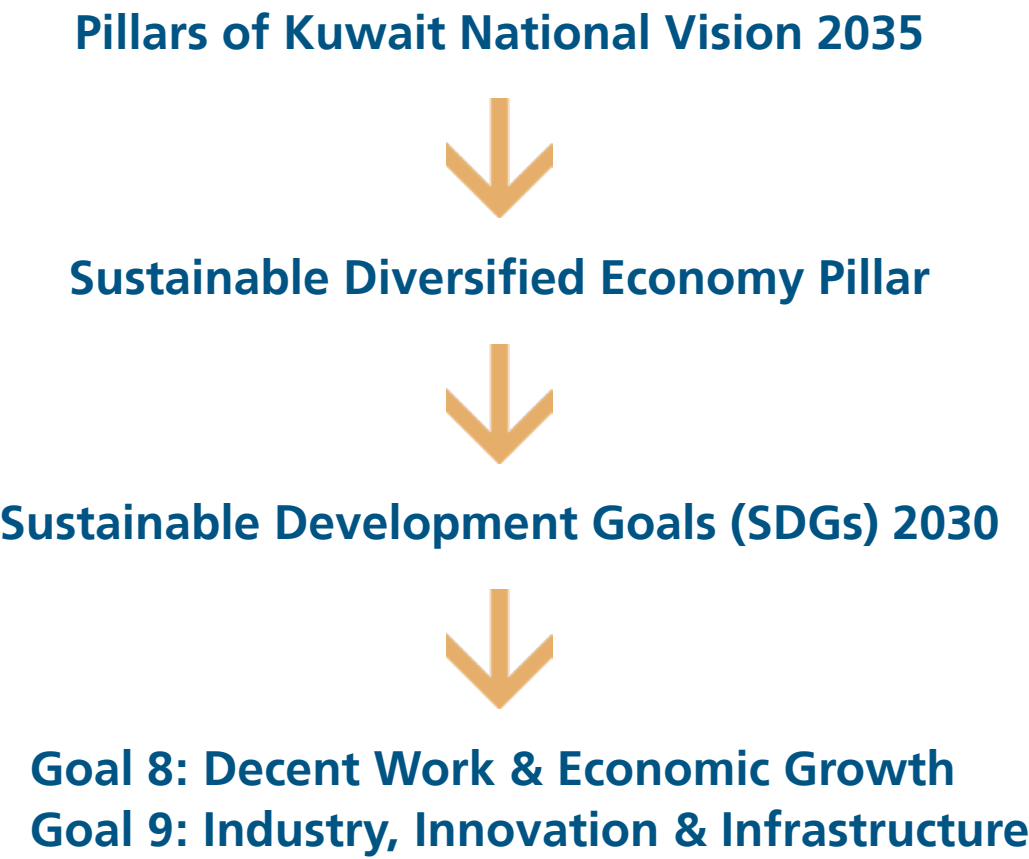 Pillars of Kuwait National Vision 2035
Sustainable Diversified Economy Pillar
Sustainable Development Goals (SDGs) 2030
Goal 8: Decent Work & Economic Growth
Goal 9: Industry, Innovation & Infrastructure